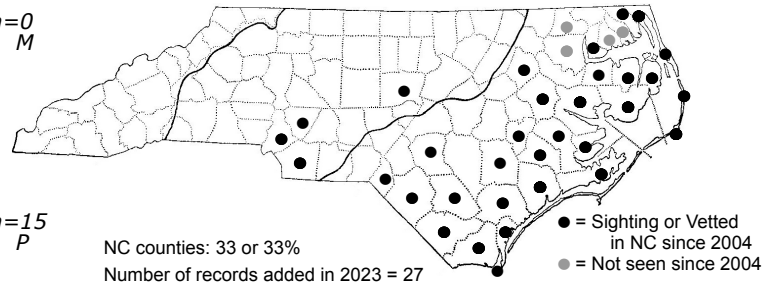 n=0
M
n=15
P
NC counties: 33 or 33%
Number of records added in 2023 = 27
● = Sighting or Vetted
in NC since 2004
● = Not seen since 2004